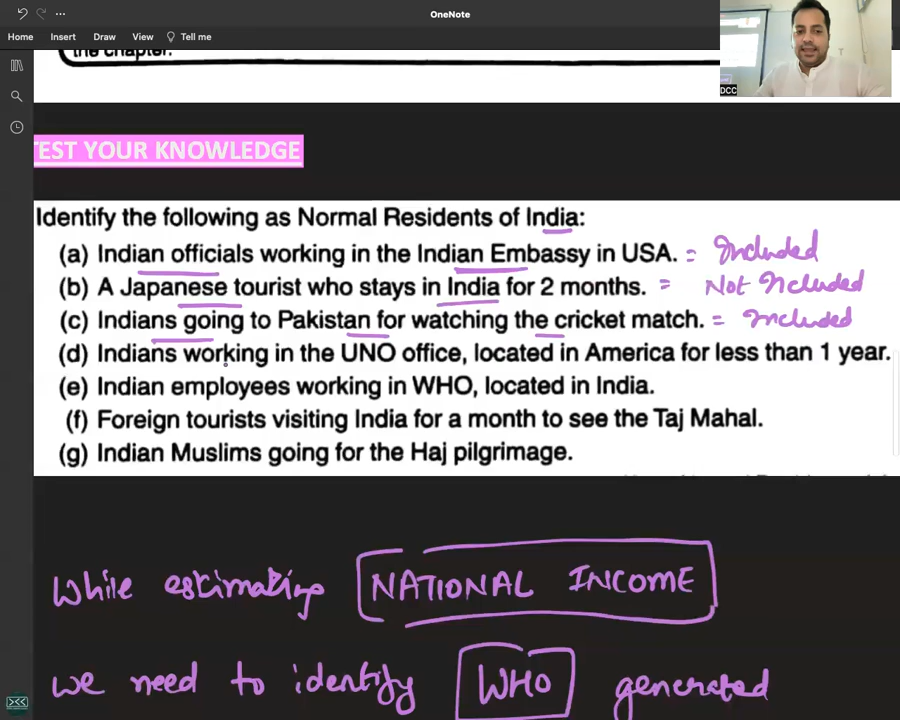 OneNote
Home Insert Draw View Tell me
the chapter.
DCC
TEST YOUR KNOWLEDGE
Identify the following as Normal Residents of India:
(a) Indian officials working in the Indian Embassy in USA. = Included
(b) A Japanese tourist who stays in India for 2 months. = Not Included
(c) Indians going to Pakistan for watching the cricket match. = Included
(d) Indians working in the UNO office, located in America for less than 1 year.
(e) Indian employees working in WHO, located in India.
(f) Foreign tourists visiting India for a month to see the Taj Mahal.
(g) Indian Muslims going for the Haj pilgrimage.
While estimating NATIONAL INCOME
we need to identify WHO generated